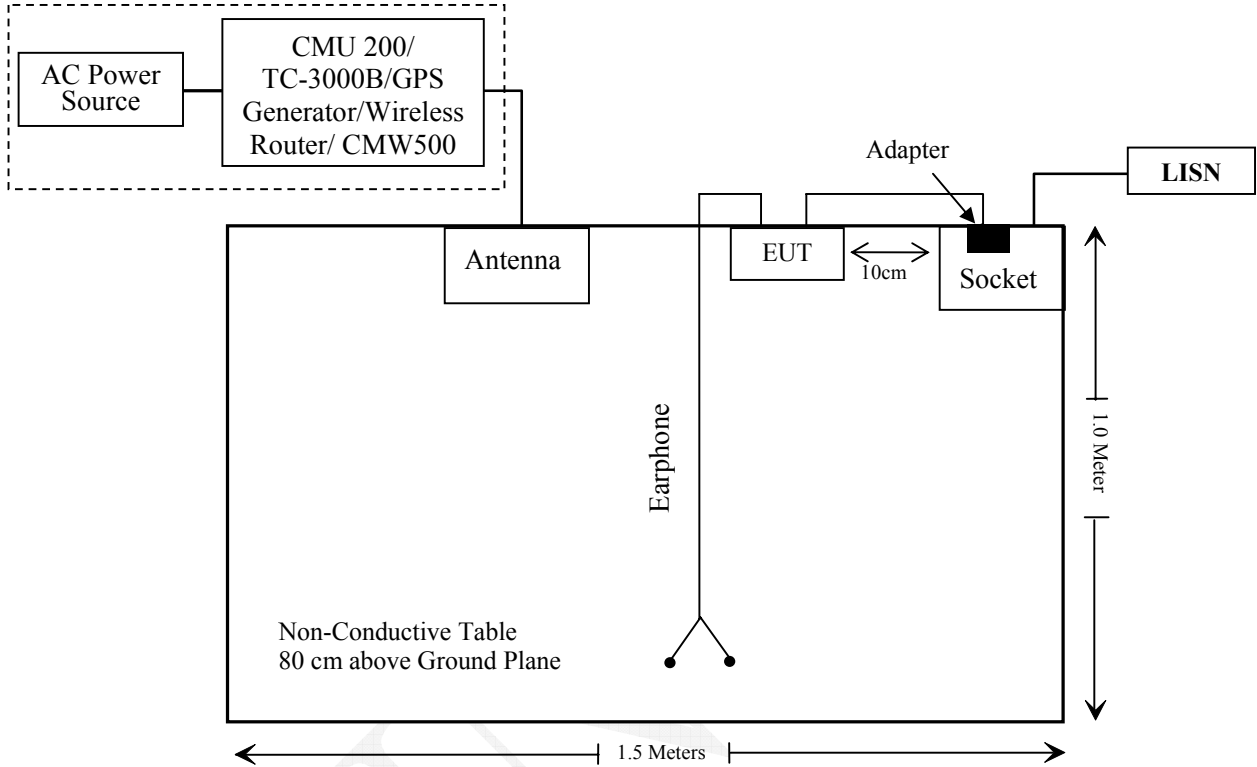 AC Power
Source
CMU 200/
TC-3000B/GPS
Generator/Wireless
Router/ CMW500
Adapter
LISN
Antenna
EUT
10cm
Socket
Earphone
1.0 Meter
Non-Conductive Table
80 cm above Ground Plane
1.5 Meters